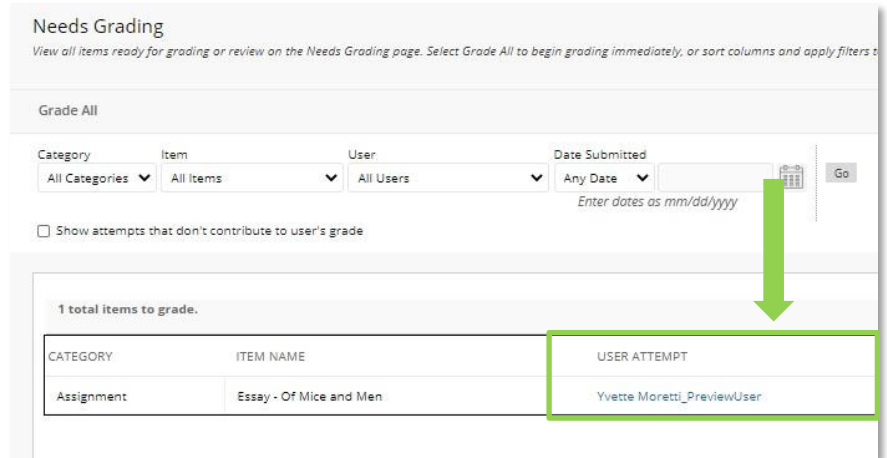 Needs Grading
View all items ready for grading or review on the Needs Grading page. Select Grade All to begin grading immediately, or sort columns and apply filters
Grade All
Category Item User Date Submitted
All Categories All Items All Users Any Date Go
Enter dates as mm/dd/yyyy
Show attempts that don't contribute to user's grade
1 total items to grade.
CATEGORY ITEM NAME USER ATTEMPT
Assignment Essay - Of Mice and Men Yvette Moretti_PreviewUser